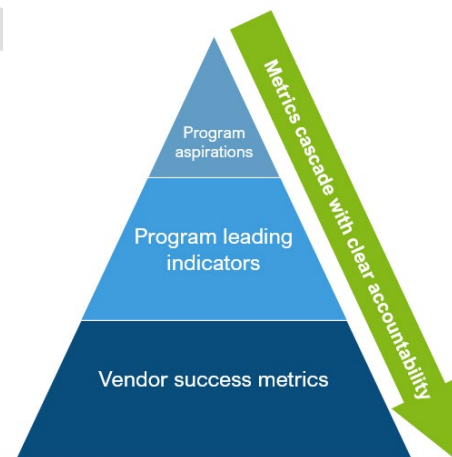 Program
aspirations
Program leading
indicators
Vendor success metrics
Metrics cascade with clear accountability